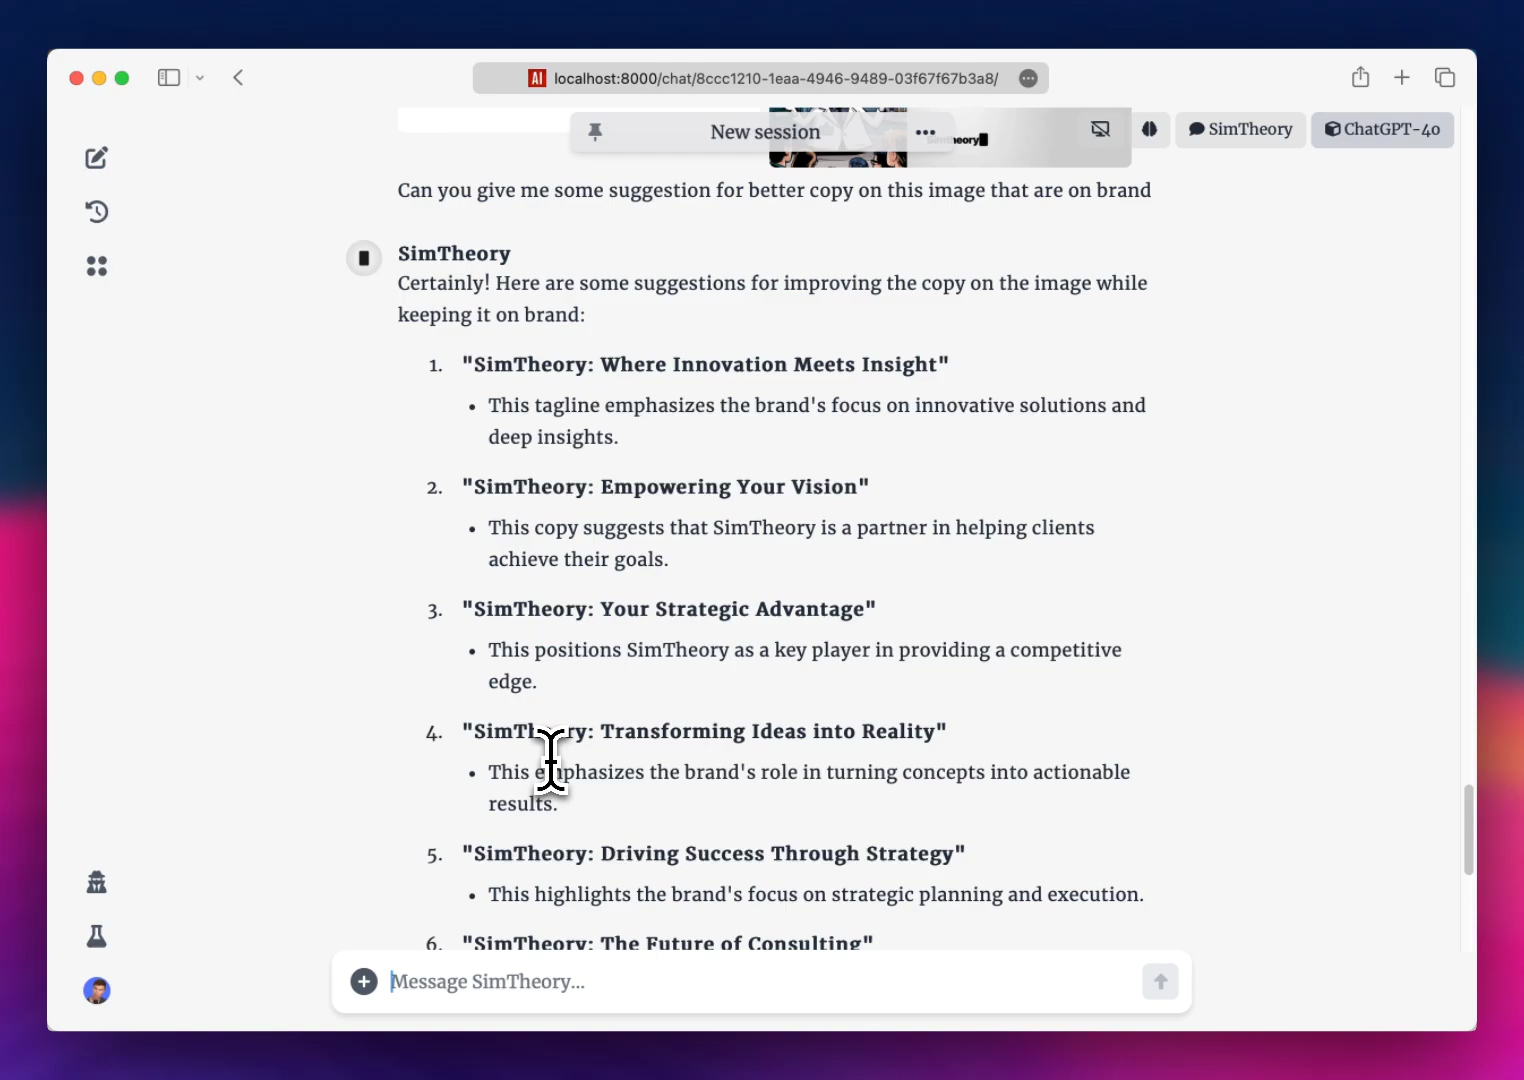 AI localhost:8000/chat/8ccc1210-1eaa-4946-9489-03f67f67b3a8/
New session
SimTheory
ChatGPT-4o
Can you give me some suggestion for better copy on this image that are on brand
SimTheory
Certainly! Here are some suggestions for improving the copy on the image while
keeping it on brand:
1. "SimTheory: Where Innovation Meets Insight"
• This tagline emphasizes the brand's focus on innovative solutions and
deep insights.
2. "SimTheory: Empowering Your Vision"
• This copy suggests that SimTheory is a partner in helping clients
achieve their goals.
3. "SimTheory: Your Strategic Advantage"
• This positions SimTheory as a key player in providing a competitive
edge.
4. "SimTheory: Transforming Ideas into Reality"
• This emphasizes the brand's role in turning concepts into actionable
results.
5. "SimTheory: Driving Success Through Strategy"
• This highlights the brand's focus on strategic planning and execution.
6. "SimTheory: The Future of Consulting"
Message SimTheory...